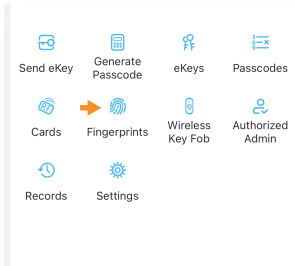 Send eKey
Generate
Passcode
eKeys
Passcodes
Cards
Fingerprints
Wireless
Key Fob
Authorized
Admin
Records
Settings